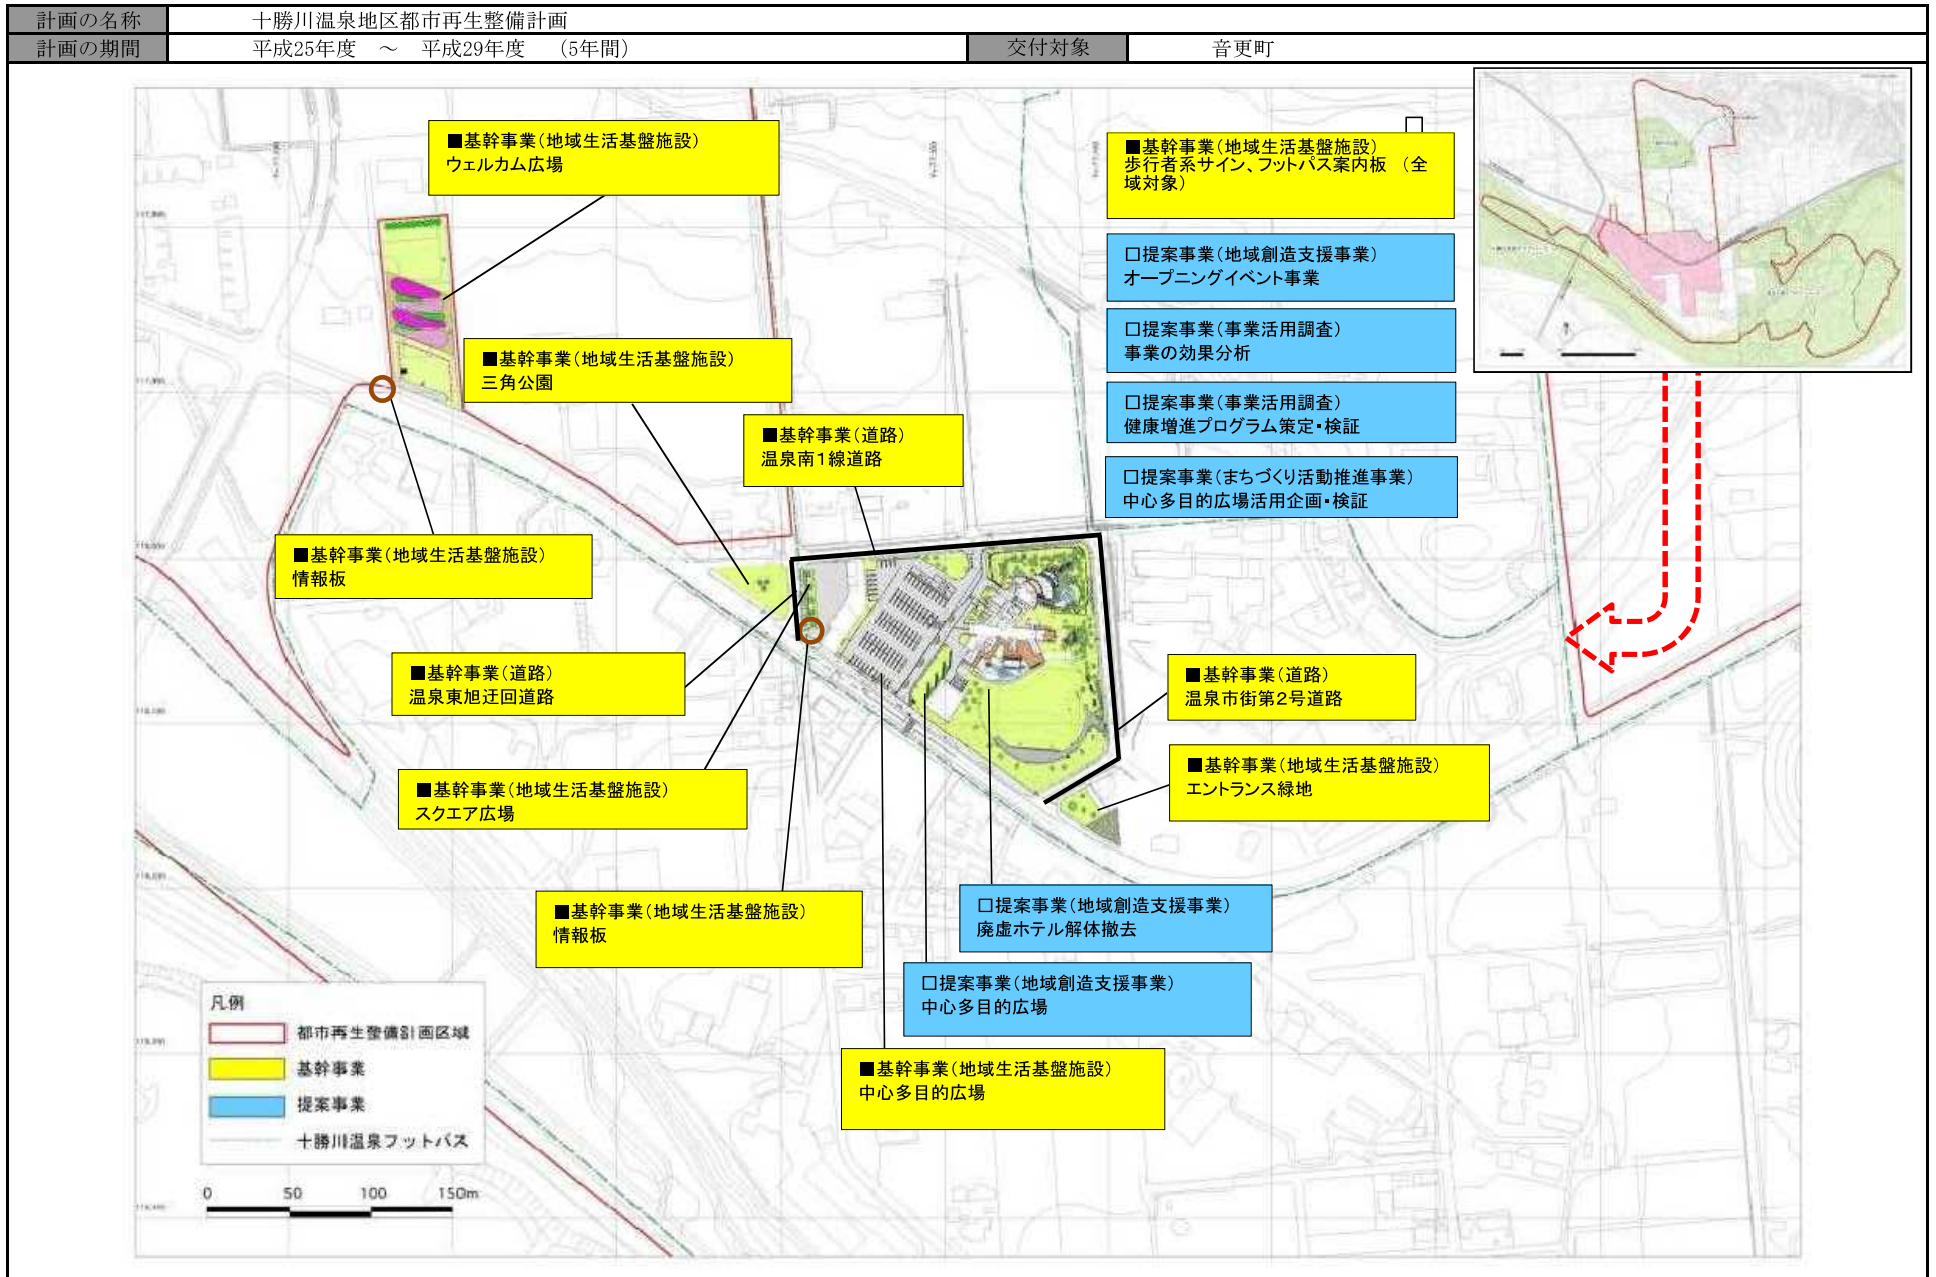 計画の名称
十勝川温泉地区都市再生整備計画
計画の期間
平成25年度 ～ 平成29年度 (5年間)
交付対象
音更町
■基幹事業(地域生活基盤施設)
ウェルカム広場
■基幹事業(地域生活基盤施設)
歩行者系サイン、フットパス案内板 (全
域対象)
□提案事業(地域創造支援事業)
オープニングイベント事業
□提案事業(事業活用調査)
事業の効果分析
■基幹事業(地域生活基盤施設)
三角公園
□提案事業(事業活用調査)
健康増進プログラム策定・検証
■基幹事業(道路)
温泉南1線道路
□提案事業(まちづくり活動推進事業)
中心多目的広場活用企画・検証
■基幹事業(地域生活基盤施設)
情報板
■基幹事業(道路)
温泉東旭迂回道路
■基幹事業(道路)
温泉市街第2号道路
■基幹事業(地域生活基盤施設)
エントランス緑地
■基幹事業(地域生活基盤施設)
スクエア広場
■基幹事業(地域生活基盤施設)
情報板
□提案事業(地域創造支援事業)
廃虚ホテル解体撤去
□提案事業(地域創造支援事業)
中心多目的広場
■基幹事業(地域生活基盤施設)
中心多目的広場
凡例
都市再生整備計画区域
基幹事業
提案事業
十勝川温泉フットパス
0 50 100 150m